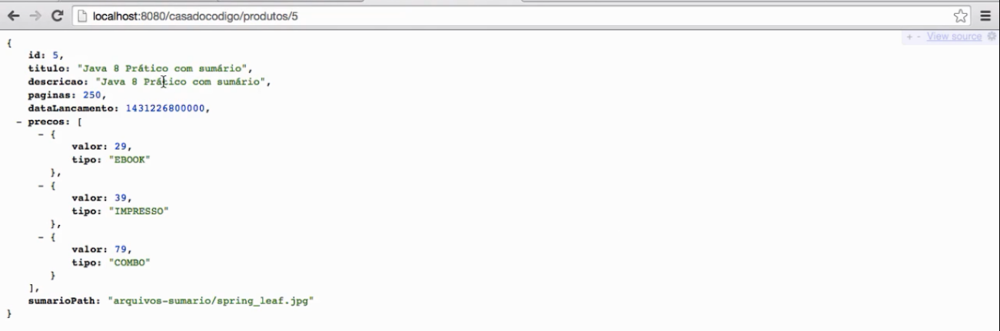 localhost:8080/casadocodigo/produtos/5
+ - View source
{
id: 5,
titulo: "Java 8 Prático com sumário",
descricao: "Java 8 Prático com sumário",
paginas: 250,
dataLancamento: 1431226800000,
- precos: [
- {
valor: 29,
tipo: "EBOOK"
},
- {
valor: 39,
tipo: "IMPRESSO"
},
- {
valor: 79,
tipo: "COMBO"
}
],
sumarioPath: "arquivos-sumario/spring_leaf.jpg"
}